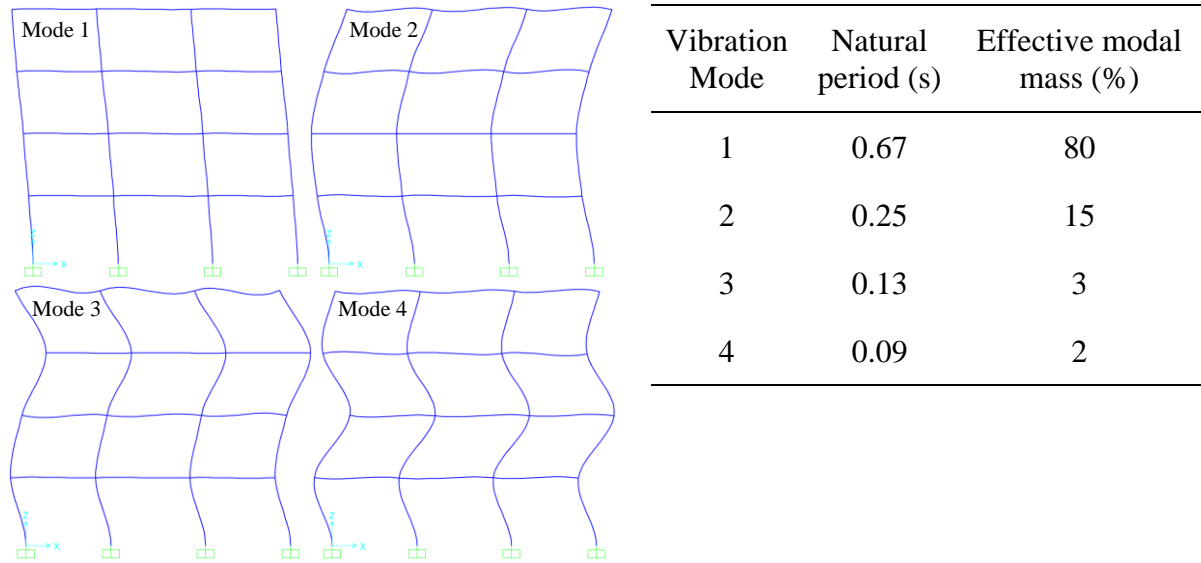 Mode 1
Mode 2
Z
X
Z
X
Mode 3
Mode 4
Z
X
Z
X
Vibration Natural Effective modal
Mode period (s) mass (%)
1 0.67 80
2 0.25 15
3 0.13 3
4 0.09 2